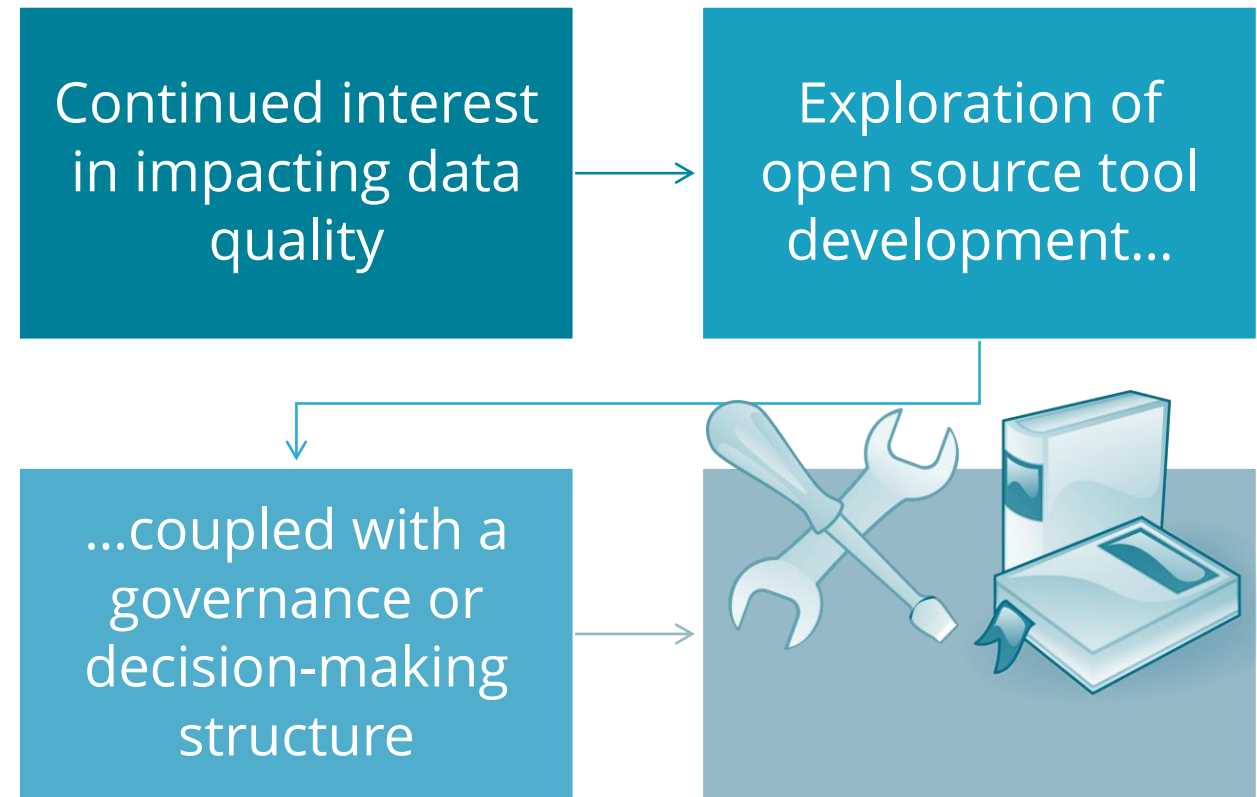 Continued interest
in impacting data
quality
Exploration of
open source tool
development…
…coupled with a
governance or
decision-making
structure